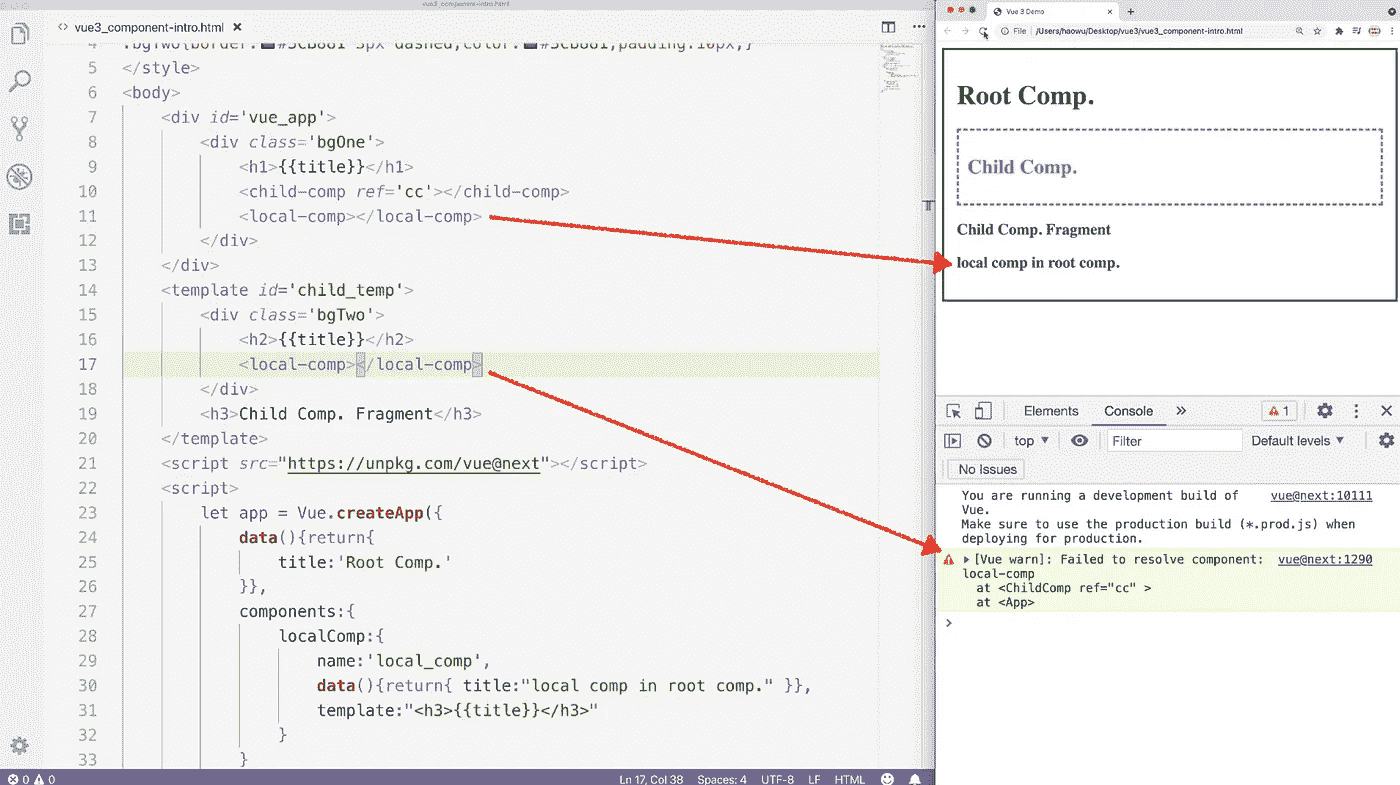 vue3_component-intro.html
vue3_component-intro.html
4 .bgTwo{border: #3CB881 3px dashed;color: #3CB881;padding:10px;}
5 </style>
6 <body>
7 <div id='vue_app'>
8 <div class='bgOne'>
9 <h1>{{title}}</h1>
10 <child-comp ref='cc'></child-comp>
11 <local-comp></local-comp>
12 </div>
13 </div>
14 <template id='child_temp'>
15 <div class='bgTwo'>
16 <h2>{{title}}</h2>
17 <local-comp></local-comp>
18 </div>
19 <h3>Child Comp. Fragment</h3>
20 </template>
21 <script src="https://unpkg.com/vue@next"></script>
22 <script>
23 let app = Vue.createApp({
24 data(){return{
25 title:'Root Comp.'
26 }},
27 components:{
28 localComp:{
29 name:'local_comp',
30 data(){return{ title:"local comp in root comp." }},
31 template:"<h3>{{title}}</h3>"
32 }
33 }
0 0
Ln 17, Col 38 Spaces: 4 UTF-8 LF HTML
Vue 3 Demo
File /Users/haowu/Desktop/vue3/vue3_component-intro.html
Root Comp.
Child Comp.
Child Comp. Fragment
local comp in root comp.
Elements Console 1
top Filter Default levels
No Issues
You are running a development build of vue@next:10111
Vue.
Make sure to use the production build (*.prod.js) when
deploying for production.
[Vue warn]: Failed to resolve component: vue@next:1290
local-comp
at <ChildComp ref="cc" >
at <App>